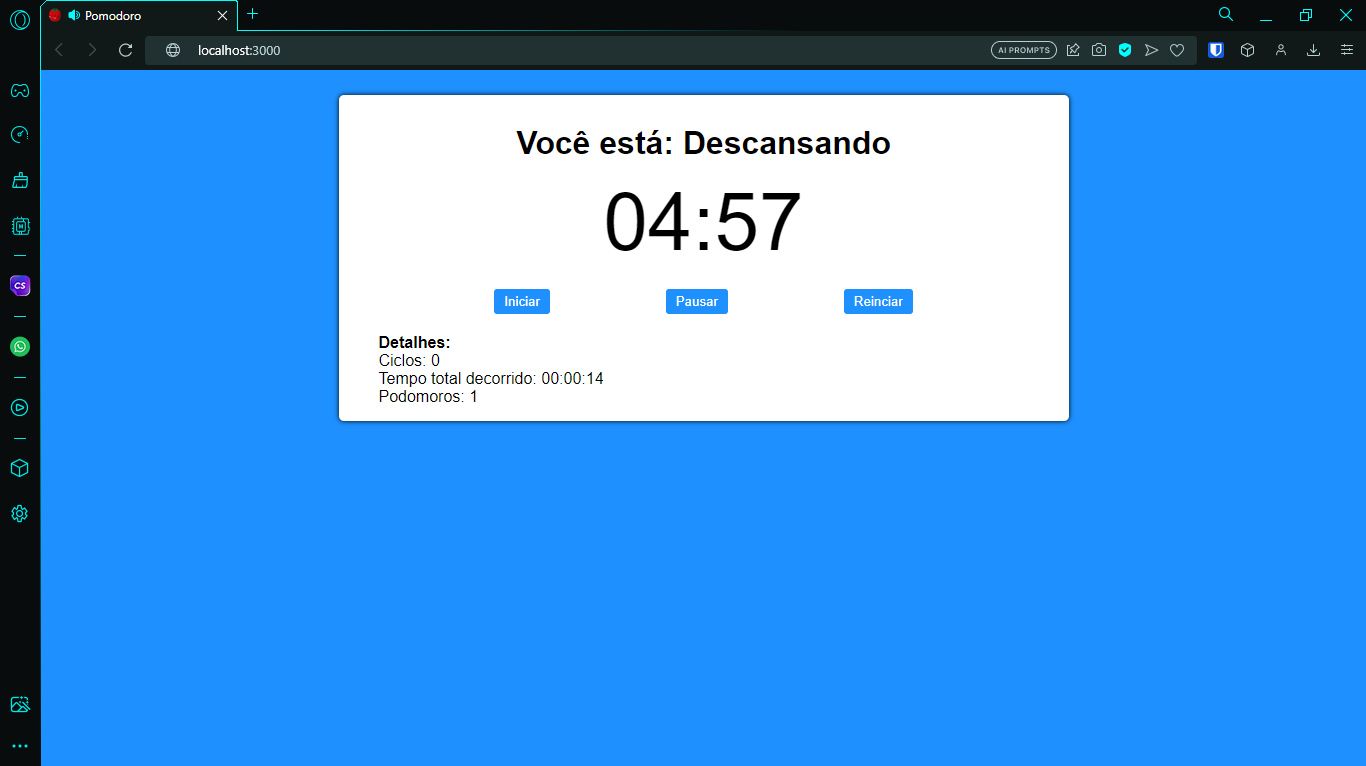 Pomodoro
localhost:3000
AI PROMPTS
CS
Você está: Descansando
04:57
Iniciar
Pausar
Reinciar
Detalhes:
Ciclos: 0
Tempo total decorrido: 00:00:14
Podomoros: 1